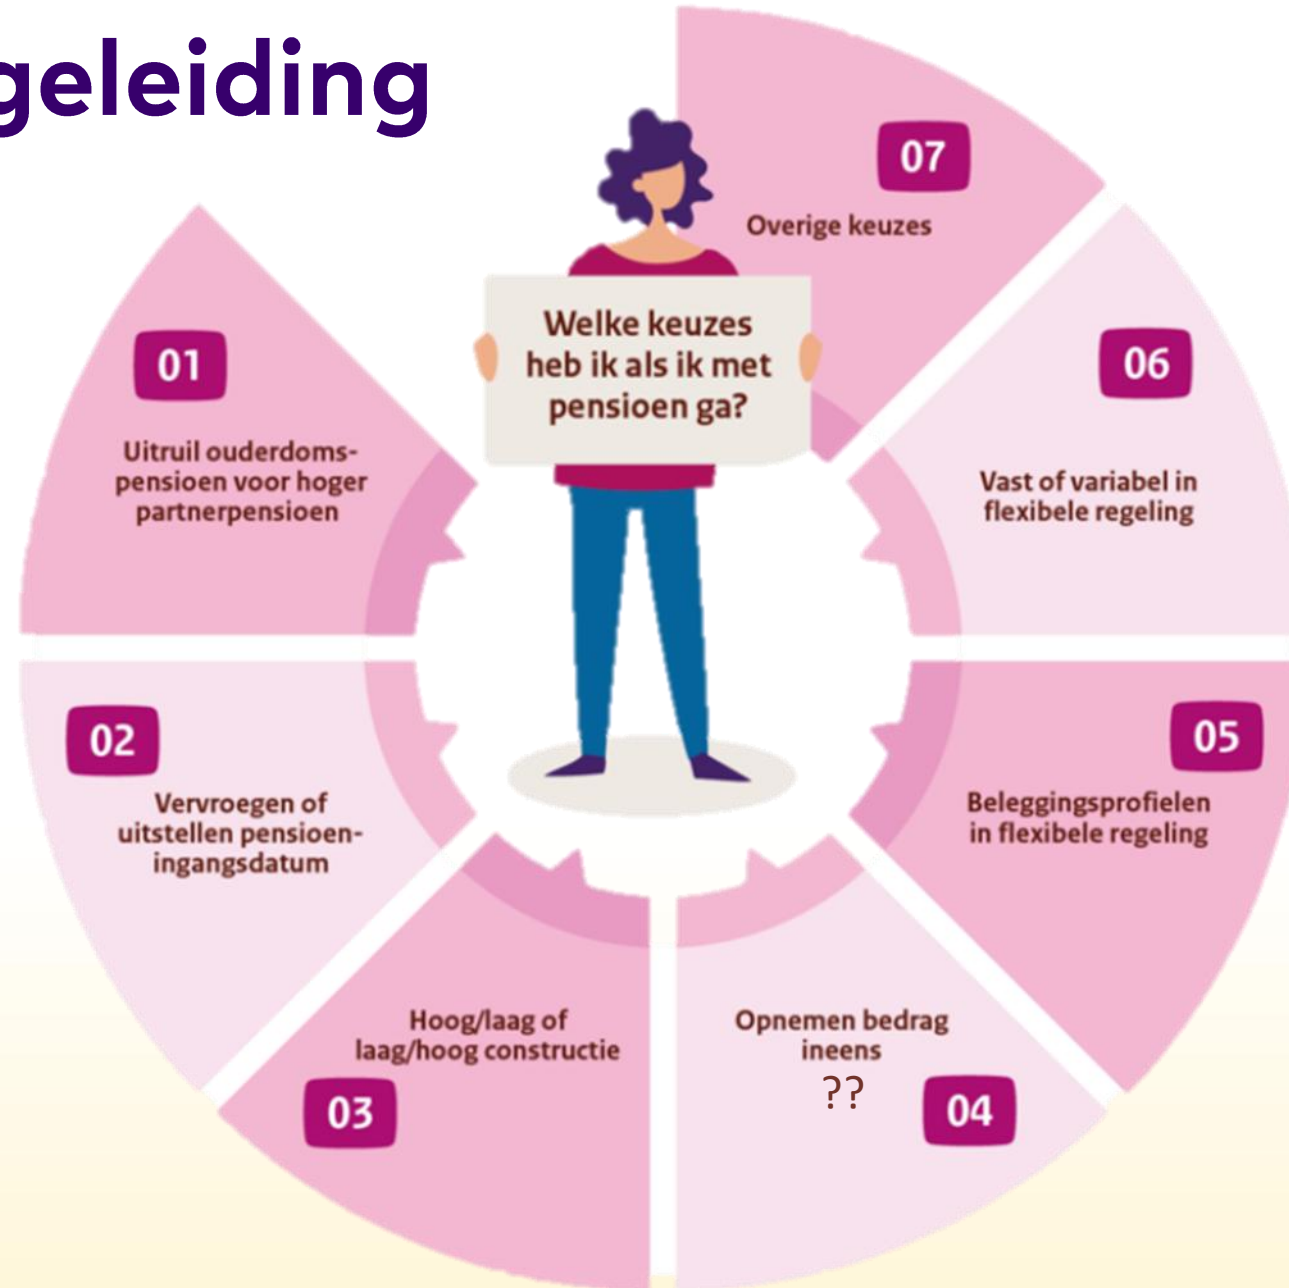 geleiding
Welke keuzes
heb ik als ik met
pensioen ga?
01
Uitruil ouderdoms-
pensioen voor hoger
partnerpensioen
02
Vervroegen of
uitstellen pensioen-
ingangsdatum
Hoog/laag of
laag/hoog constructie
03
Opnemen bedrag
ineens
??
04
05
Beleggingsprofielen
in flexibele regeling
06
Vast of variabel in
flexibele regeling
07
Overige keuzes